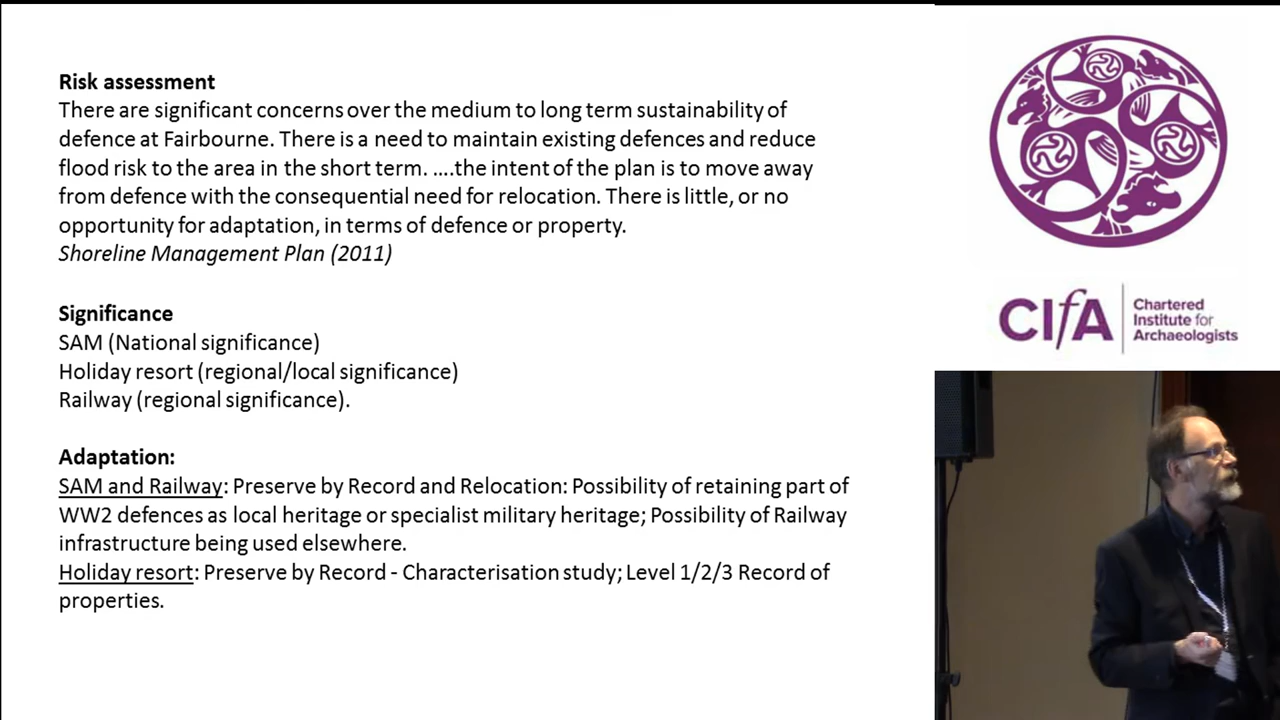 Risk assessment
There are significant concerns over the medium to long term sustainability of
defence at Fairbourne. There is a need to maintain existing defences and reduce
flood risk to the area in the short term. ....the intent of the plan is to move away
from defence with the consequential need for relocation. There is little, or no
opportunity for adaptation, in terms of defence or property.
Shoreline Management Plan (2011)
Significance
SAM (National significance)
Holiday resort (regional/local significance)
Railway (regional significance).
Adaptation:
SAM and Railway: Preserve by Record and Relocation: Possibility of retaining part of
WW2 defences as local heritage or specialist military heritage; Possibility of Railway
infrastructure being used elsewhere.
Holiday resort: Preserve by Record - Characterisation study; Level 1/2/3 Record of
properties.
CIfA
Chartered
Institute for
Archaeologists